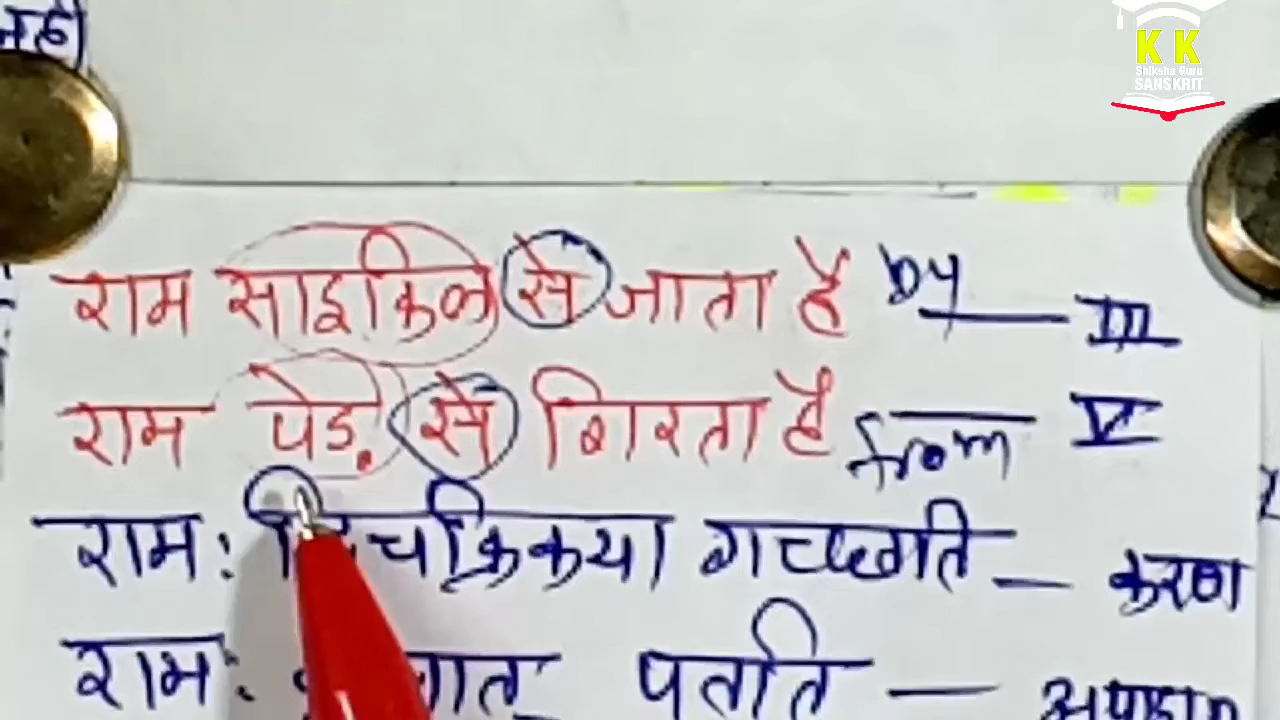 K K
Shiksha Guru
SANSKRIT
राम साइकिल से जाता है by — III
राम पेड़ से गिरता है from V
रामः द्विचक्रिकया गच्छति — करण
रामः पतति —